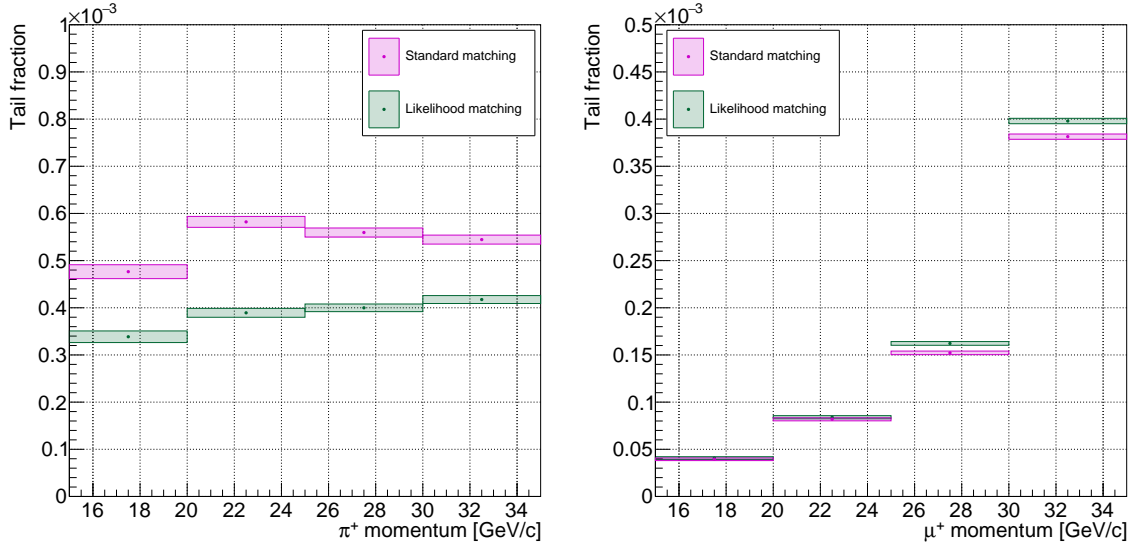 ×10⁻³
1
0.9
0.8
0.7
0.6
0.5
0.4
0.3
0.2
0.1
0
Tail fraction
Standard matching
Likelihood matching
16 18 20 22 24 26 28 30 32 34
π⁺ momentum [GeV/c]
×10⁻³
0.5
0.45
0.4
0.35
0.3
0.25
0.2
0.15
0.1
0.05
0
Tail fraction
Standard matching
Likelihood matching
16 18 20 22 24 26 28 30 32 34
μ⁺ momentum [GeV/c]